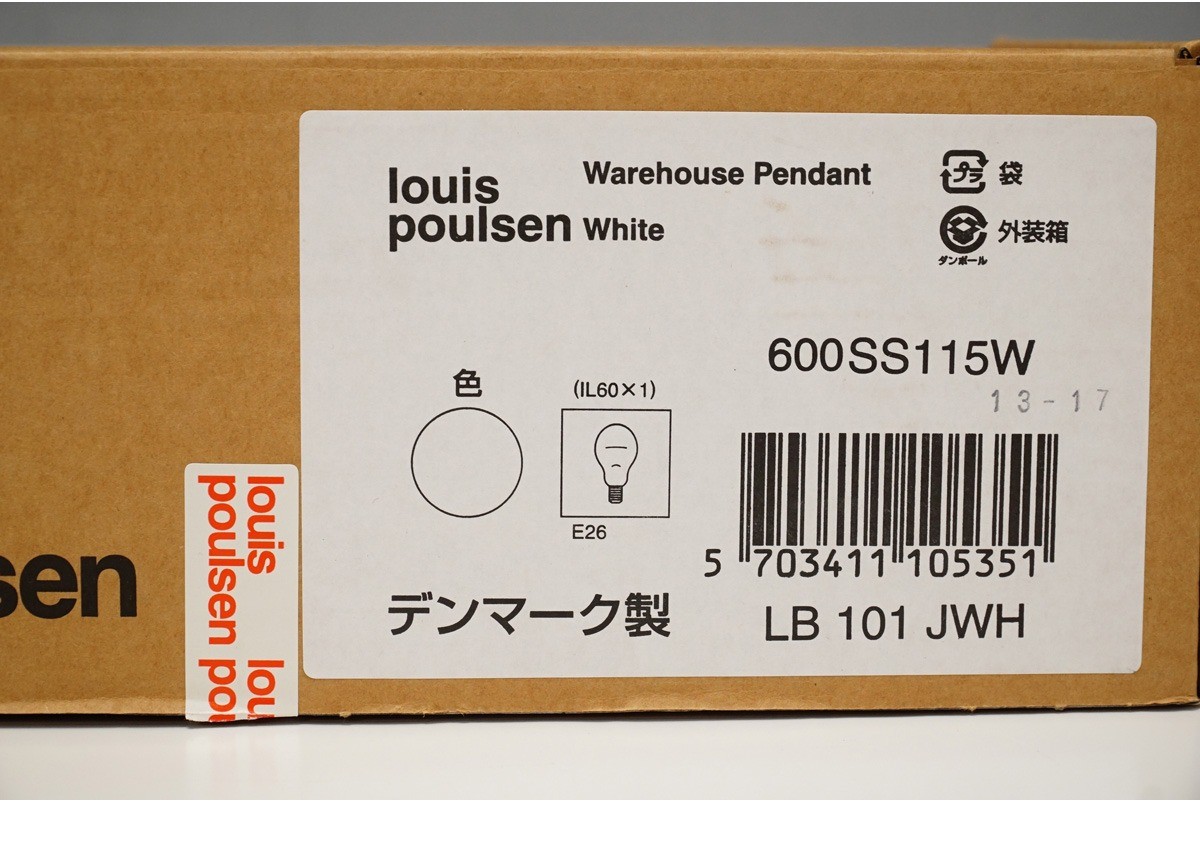 louis
poulsen
Warehouse Pendant
White
プラ 袋
ダンボール 外装箱
600SS115W
13-17
色
(IL60×1)
E26
5 703411 105351
デンマーク製
LB 101 JWH
sen
louis
poulsen
lou
pou